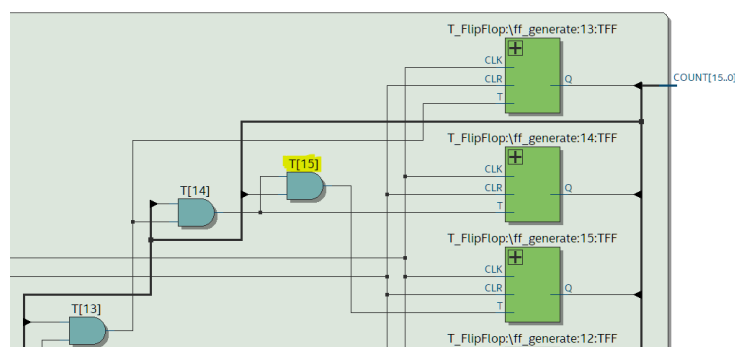 T_FlipFlop:\ff_generate:13:TFF
CLK
CLR
T
Q
COUNT[15..0]
T_FlipFlop:\ff_generate:14:TFF
T[15]
CLK
T[14]
CLR
Q
T
T_FlipFlop:\ff_generate:15:TFF
CLK
CLR
Q
T[13]
T
T_FlipFlop:\ff_generate:12:TFF